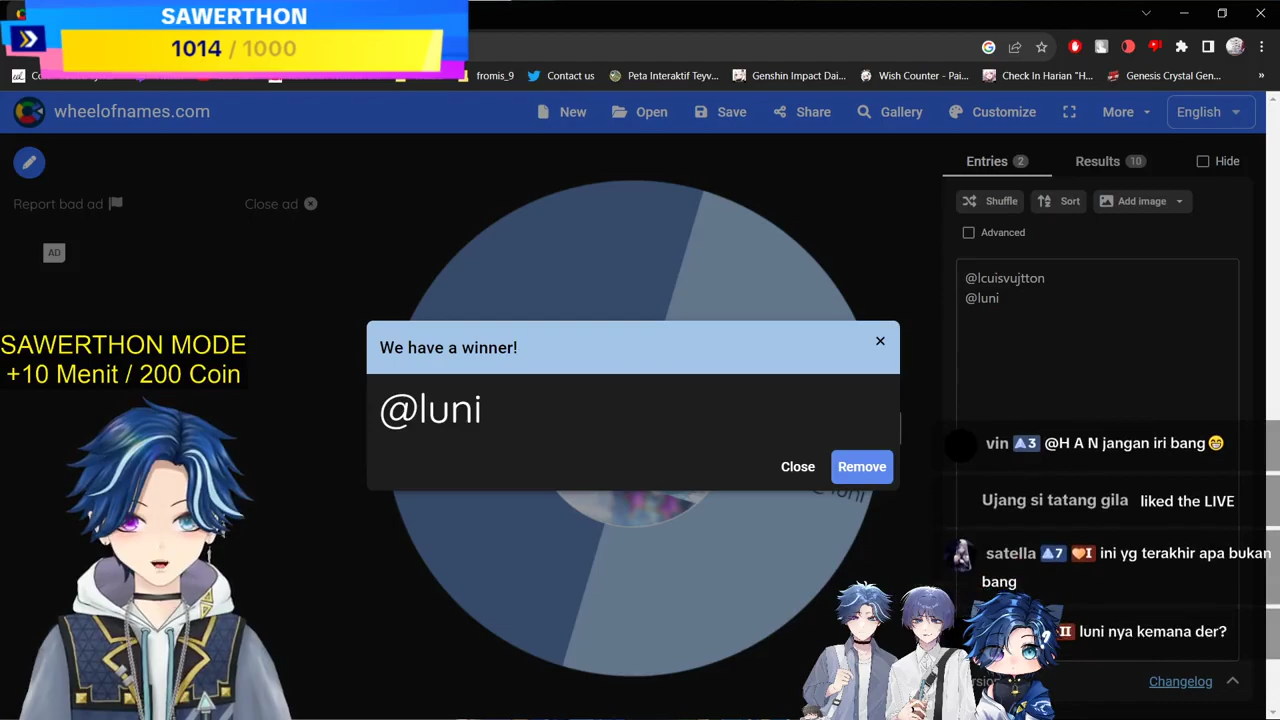 SAWERTHON
1014 / 1000
fromis_9
Contact us
Peta Interaktif Teyv...
Genshin Impact Dai...
Wish Counter - Pai...
Check In Harian "H...
Genesis Crystal Gen...
»
wheelofnames.com
New
Open
Save
Share
Gallery
Customize
More
English
Entries 2
Results 10
Hide
Report bad ad
Close ad
Shuffle
Sort
Add image
AD
Advanced
@lcuisvujtton
@luni
SAWERTHON MODE
+10 Menit / 200 Coin
We have a winner!
×
@luni
Close
Remove
@luni
vin 3 @H A N jangan iri bang😁
Ujang si tatang gila liked the LIVE
satella 7 I ini yg terakhir apa bukan
bang
II luni nya kemana der?
Changelog